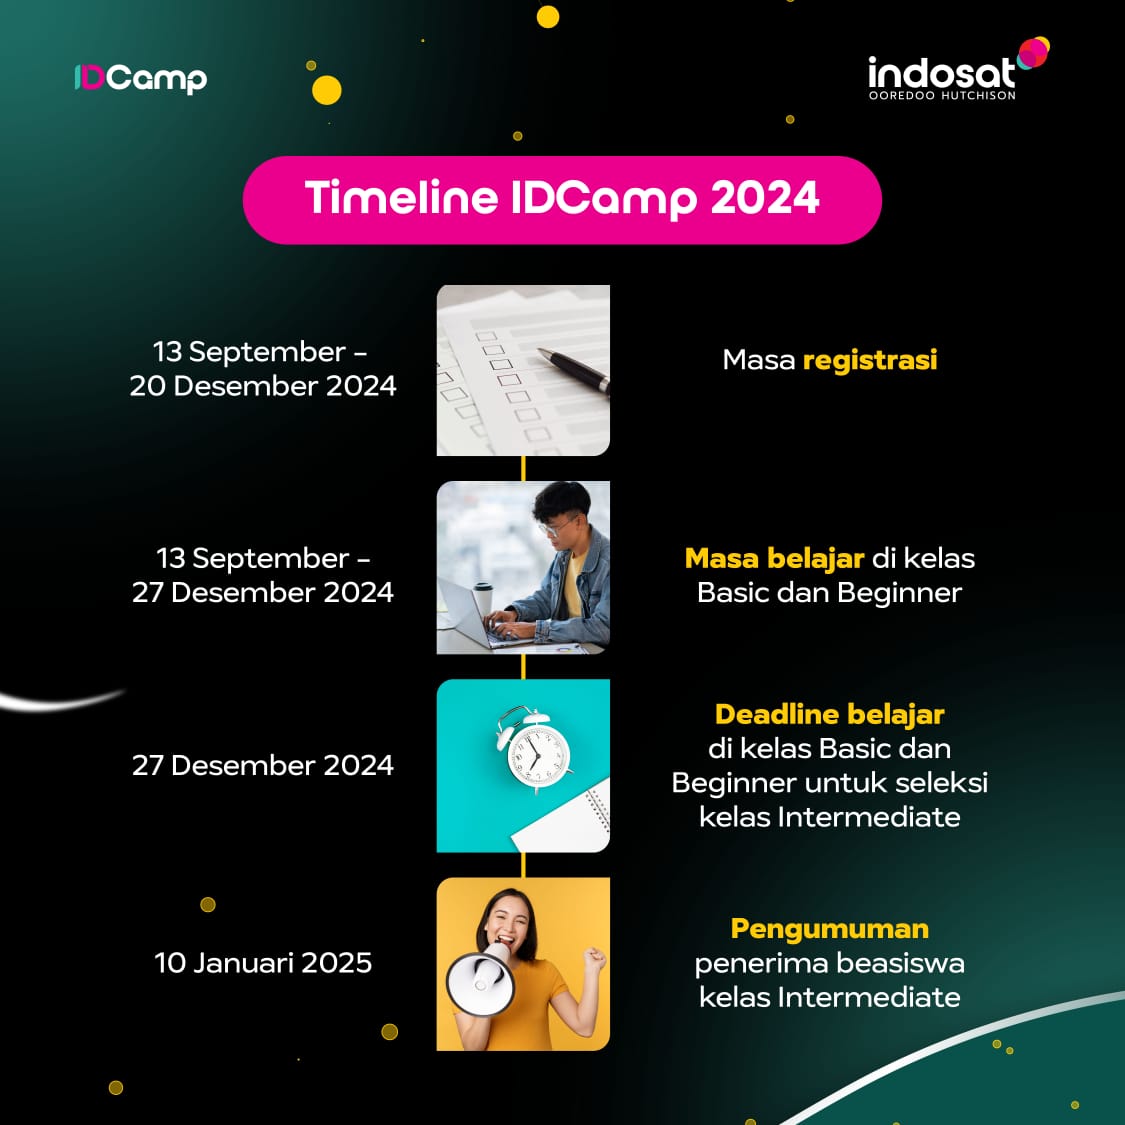 IDCamp
indosat
OOREDOO HUTCHISON
Timeline IDCamp 2024
13 September –
20 Desember 2024
Masa registrasi
13 September –
27 Desember 2024
Masa belajar di kelas
Basic dan Beginner
27 Desember 2024
Deadline belajar
di kelas Basic dan
Beginner untuk seleksi
kelas Intermediate
10 Januari 2025
Pengumuman
penerima beasiswa
kelas Intermediate